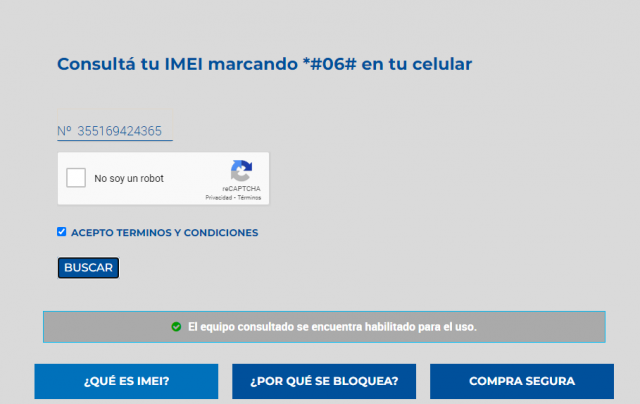 Consultá tu IMEI marcando *#06# en tu celular
Nº 355169424365
No soy un robot
reCAPTCHA
Privacidad - Términos
ACEPTO TERMINOS Y CONDICIONES
BUSCAR
El equipo consultado se encuentra habilitado para el uso.
¿QUÉ ES IMEI?
¿POR QUÉ SE BLOQUEA?
COMPRA SEGURA